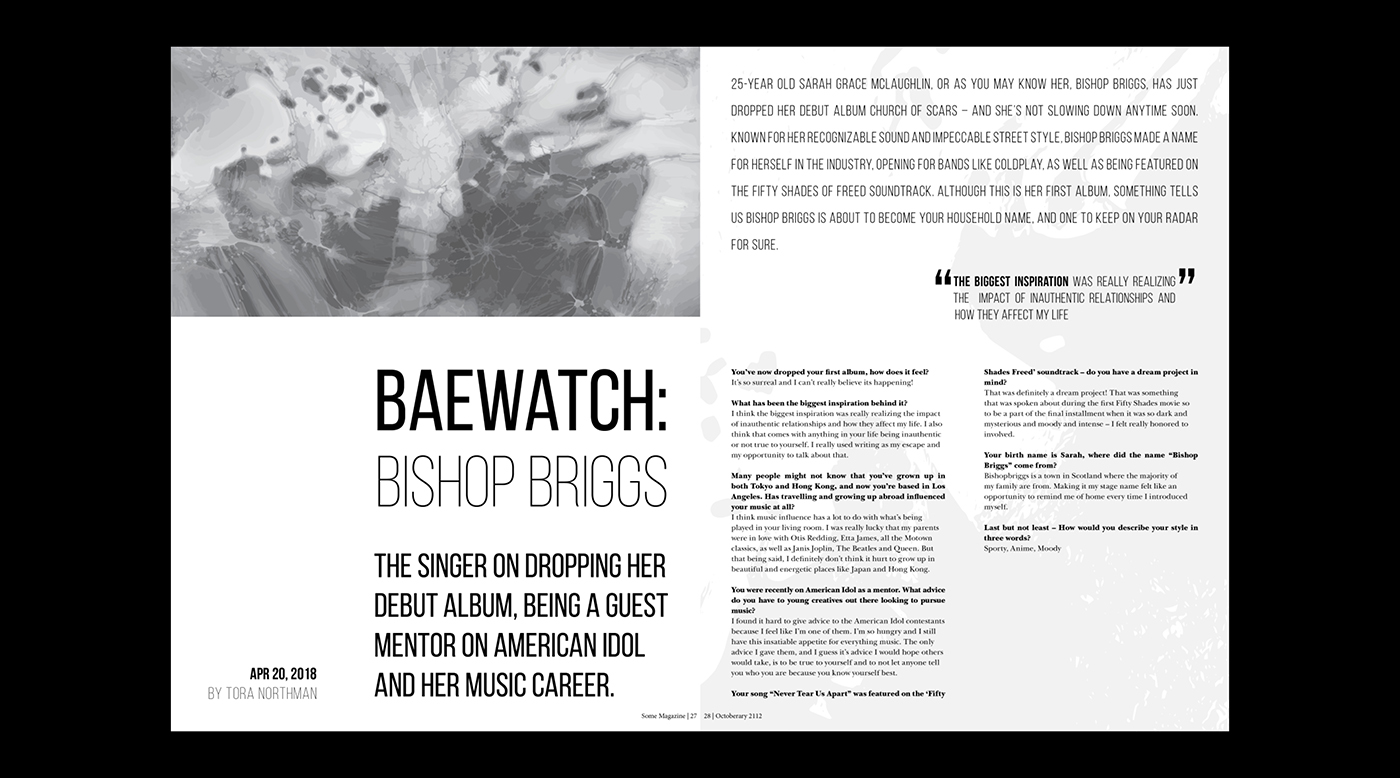 BAEWATCH:
BISHOP BRIGGS
THE SINGER ON DROPPING HER
DEBUT ALBUM, BEING A GUEST
MENTOR ON AMERICAN IDOL
AND HER MUSIC CAREER.
APR 20, 2018
BY TORA NORTHMAN
Some Magazine | 27
25-YEAR OLD SARAH GRACE MCLAUGHLIN, OR AS YOU MAY KNOW HER, BISHOP BRIGGS, HAS JUST
DROPPED HER DEBUT ALBUM CHURCH OF SCARS – AND SHE'S NOT SLOWING DOWN ANYTIME SOON.
KNOWN FOR HER RECOGNIZABLE SOUND AND IMPECCABLE STREET STYLE, BISHOP BRIGGS MADE A NAME
FOR HERSELF IN THE INDUSTRY, OPENING FOR BANDS LIKE COLDPLAY, AS WELL AS BEING FEATURED ON
THE FIFTY SHADES OF FREED SOUNDTRACK. ALTHOUGH THIS IS HER FIRST ALBUM, SOMETHING TELLS
US BISHOP BRIGGS IS ABOUT TO BECOME YOUR HOUSEHOLD NAME, AND ONE TO KEEP ON YOUR RADAR
FOR SURE.
“THE BIGGEST INSPIRATION WAS REALLY REALIZING”
THE IMPACT OF INAUTHENTIC RELATIONSHIPS AND
HOW THEY AFFECT MY LIFE
You’ve now dropped your first album, how does it feel?
It’s so surreal and I can’t really believe its happening!
What has been the biggest inspiration behind it?
I think the biggest inspiration was really realizing the impact
of inauthentic relationships and how they affect my life. I also
think that comes with anything in your life being inauthentic
or not true to yourself. I really used writing as my escape and
my opportunity to talk about that.
Many people might not know that you’ve grown up in
both Tokyo and Hong Kong, and now you’re based in Los
Angeles. Has travelling and growing up abroad influenced
your music at all?
I think music influence has a lot to do with what’s being
played in your living room. I was really lucky that my parents
were in love with Otis Redding, Etta James, all the Motown
classics, as well as Janis Joplin, The Beatles and Queen. But
that being said, I definitely don’t think it hurt to grow up in
beautiful and energetic places like Japan and Hong Kong.
You were recently on American Idol as a mentor. What advice
do you have to young creatives out there looking to pursue
music?
I found it hard to give advice to the American Idol contestants
because I feel like I’m one of them. I’m so hungry and I still
have this insatiable appetite for everything music. The only
advice I gave them, and I guess it’s advice I would hope others
would take, is to be true to yourself and to not let anyone tell
you who you are because you know yourself best.
Your song “Never Tear Us Apart” was featured on the ‘Fifty
Shades Freed’ soundtrack – do you have a dream project in
mind?
That was definitely a dream project! That was something
that was spoken about during the first Fifty Shades movie so
to be a part of the final installment when it was so dark and
mysterious and moody and intense – I felt really honored to
involved.
Your birth name is Sarah, where did the name “Bishop
Briggs” come from?
Bishopbriggs is a town in Scotland where the majority of
my family are from. Making it my stage name felt like an
opportunity to remind me of home every time I introduced
myself.
Last but not least – How would you describe your style in
three words?
Sporty, Anime, Moody
28 | Octoberary 2112